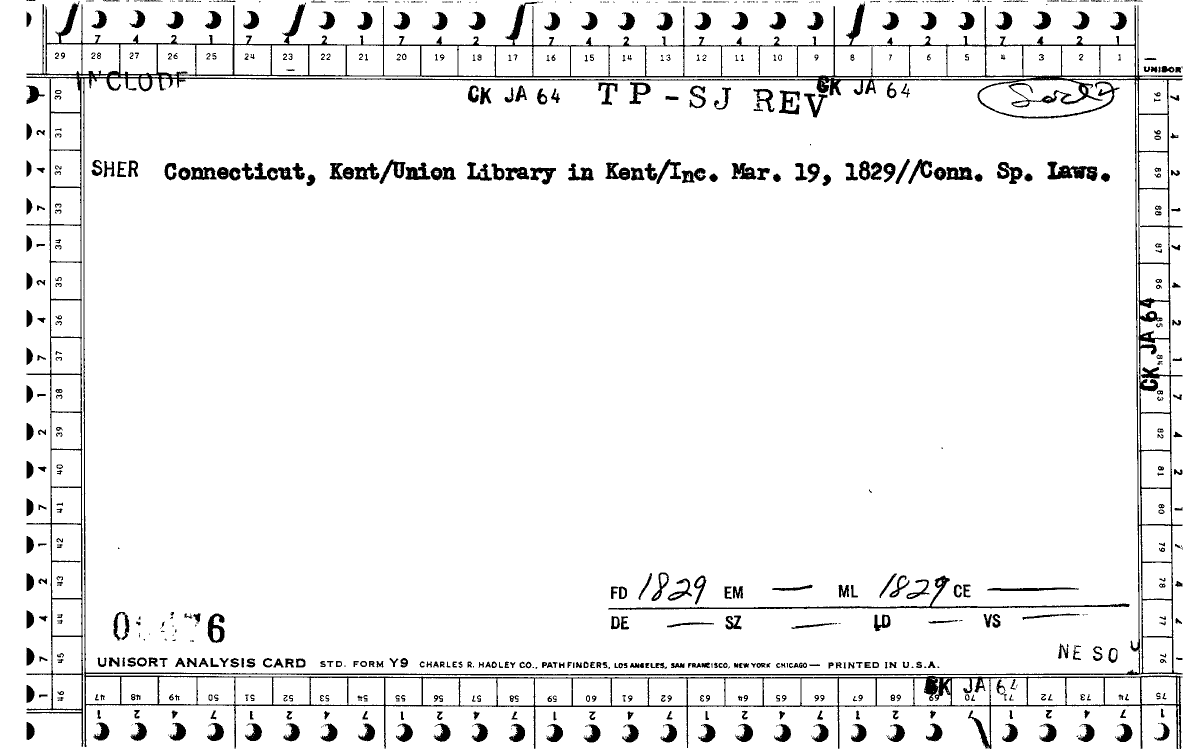 7 4 2 1 7 4 2 1 7 4 2 1 7 4 2 1 7 4 2 1 7 4 2 1 7 4 2 1
29 28 27 26 25 24 23 22 21 20 19 18 17 16 15 14 13 12 11 10 9 8 7 6 5 4 3 2 1
UNISORT
INCLUDE
CK JA 64 TP-SJ REV CK JA 64
SHER Connecticut, Kent/Union Library in Kent/Inc. Mar. 19, 1829//Conn. Sp. Laws.
30 31 32 33 34 35 36 37 38 39 40 41 42 43 44 45 46
91 90 89 88 87 86 85 84 83 82 81 80 79 78 77 76
CK JA 64
FD 1829 EM — ML 1829 CE —
DE — SZ — LD — VS —
6
NE SO
UNISORT ANALYSIS CARD STD. FORM Y9 CHARLES R. HADLEY CO., PATHFINDERS, LOS ANGELES, SAN FRANCISCO, NEW YORK CHICAGO — PRINTED IN U.S.A.
CK JA 64
47 48 49 50 51 52 53 54 55 56 57 58 59 60 61 62 63 64 65 66 67 68 69 70 71 72 73 74 75
1 2 4 7 1 2 4 7 1 2 4 7 1 2 4 7 1 2 4 7 1 2 4 7 1 2 4 7 1